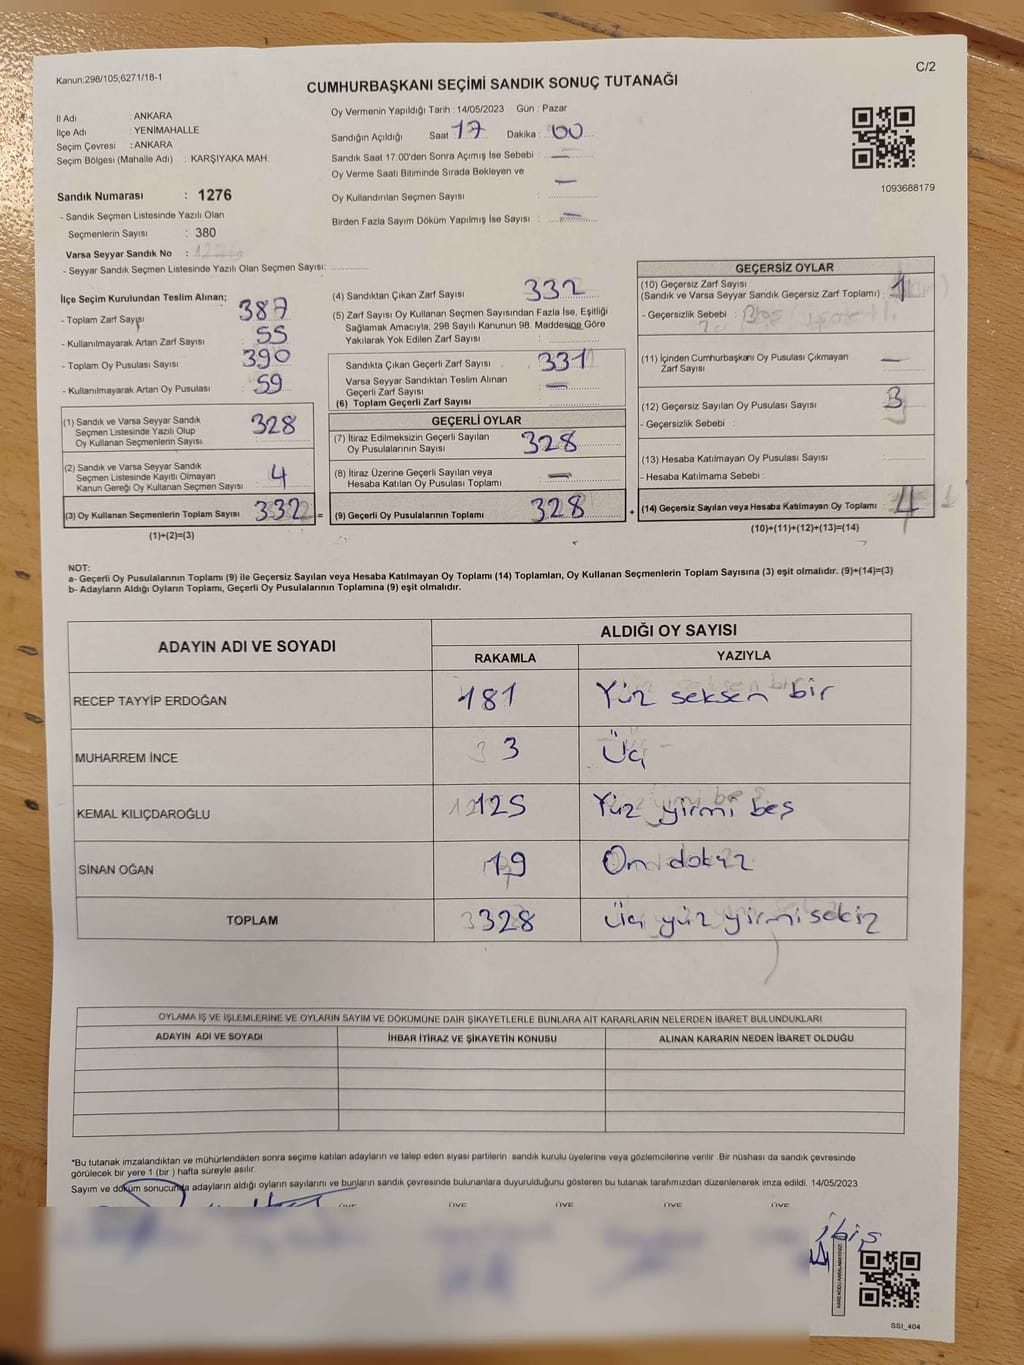 Kanun;298/105;6271/18-1
C/2
CUMHURBAŞKANI SEÇİMİ SANDIK SONUÇ TUTANAĞI
İl Adı : ANKARA
İlçe Adı : YENİMAHALLE
Seçim Çevresi : ANKARA
Seçim Bölgesi (Mahalle Adı) : KARŞIYAKA MAH.
Oy Vermenin Yapıldığı Tarih :14/05/2023 Gün : Pazar
Sandığın Açıldığı Saat : 17 Dakika : 00
Sandık Saat 17:00'den Sonra Açımış İse Sebebi : —
Oy Verme Saati Bitiminde Sırada Bekleyen ve
Oy Kullandırılan Seçmen Sayısı : —
Birden Fazla Sayım Döküm Yapılmış İse Sayısı : —
1093688179
Sandık Numarası : 1276
- Sandık Seçmen Listesinde Yazılı Olan
Seçmenlerin Sayısı : 380
Varsa Seyyar Sandık No :
- Seyyar Sandık Seçmen Listesinde Yazılı Olan Seçmen Sayısı:
İlçe Seçim Kurulundan Teslim Alınan;
- Toplam Zarf Sayısı : 387
- Kullanılmayarak Artan Zarf Sayısı : 55
- Toplam Oy Pusulası Sayısı : 390
- Kullanılmayarak Artan Oy Pusulası : 59
(1) Sandık ve Varsa Seyyar Sandık
Seçmen Listesinde Yazılı Olup
Oy Kullanan Seçmenlerin Sayısı : 328
(2) Sandık ve Varsa Seyyar Sandık
Seçmen Listesinde Kayıtlı Olmayan
Kanun Gereği Oy Kullanan Seçmen Sayısı : 4
(3) Oy Kullanan Seçmenlerin Toplam Sayısı 332 =
(1)+(2)=(3)
(4) Sandıktan Çıkan Zarf Sayısı : 332
(5) Zarf Sayısı Oy Kullanan Seçmen Sayısından Fazla İse, Eşitliği
Sağlamak Amacıyla; 298 Sayılı Kanunun 98. Maddesine Göre
Yakılarak Yok Edilen Zarf Sayısı :
Sandıkta Çıkan Geçerli Zarf Sayısı : 331
Varsa Seyyar Sandıktan Teslim Alınan
Geçerli Zarf Sayısı : —
(6) Toplam Geçerli Zarf Sayısı :
GEÇERLİ OYLAR
(7) İtiraz Edilmeksizin Geçerli Sayılan
Oy Pusulalarının Sayısı : 328
(8) İtiraz Üzerine Geçerli Sayılan veya
Hesaba Katılan Oy Pusulası Toplamı : —
(9) Geçerli Oy Pusulalarının Toplamı : 328 +
GEÇERSİZ OYLAR
(10) Geçersiz Zarf Sayısı
(Sandık ve Varsa Seyyar Sandık Geçersiz Zarf Toplamı) : 1
- Geçersizlik Sebebi :
(11) İçinden Cumhurbaşkanı Oy Pusulası Çıkmayan
Zarf Sayısı : —
(12) Geçersiz Sayılan Oy Pusulası Sayısı : 3
- Geçersizlik Sebebi :
(13) Hesaba Katılmayan Oy Pusulası Sayısı :
- Hesaba Katılmama Sebebi :
(14) Geçersiz Sayılan veya Hesaba Katılmayan Oy Toplamı : 4
(10)+(11)+(12)+(13)=(14)
NOT:
a- Geçerli Oy Pusulalarının Toplamı (9) ile Geçersiz Sayılan veya Hesaba Katılmayan Oy Toplamı (14) Toplamları, Oy Kullanan Seçmenlerin Toplam Sayısına (3) eşit olmalıdır. (9)+(14)=(3)
b- Adayların Aldığı Oyların Toplamı, Geçerli Oy Pusulalarının Toplamına (9) eşit olmalıdır.
ADAYIN ADI VE SOYADI
ALDIĞI OY SAYISI
RAKAMLA YAZIYLA
RECEP TAYYİP ERDOĞAN 181 Yüz seksen bir
MUHARREM İNCE 3 Üç
KEMAL KILIÇDAROĞLU 125 Yüz yirmi beş
SİNAN OĞAN 19 On dokuz
TOPLAM 328 Üç yüz yirmi sekiz
OYLAMA İŞ VE İŞLEMLERİNE VE OYLARIN SAYIM VE DÖKÜMÜNE DAİR ŞİKAYETLERLE BUNLARA AİT KARARLARIN NELERDEN İBARET BULUNDUKLARI
ADAYIN ADI VE SOYADI İHBAR İTİRAZ VE ŞİKAYETİN KONUSU ALINAN KARARIN NEDEN İBARET OLDUĞU
*Bu tutanak imzalandıktan ve mühürlendikten sonra seçime katılan adayların ve talep eden siyasi partilerin sandık kurulu üyelerine veya gözlemcilerine verilir .Bir nüshası da sandık çevresinde
görülecek bir yere 1 (bir ) hafta süreyle asılır.
Sayım ve döküm sonucunda adayların aldığı oyların sayılarını ve bunların sandık çevresinde bulunanlara duyurulduğunu gösteren bu tutanak tarafımızdan düzenlenerek imza edildi. 14/05/2023
ÜYE ÜYE ÜYE ÜYE ÜYE
ibiş
SSI_404